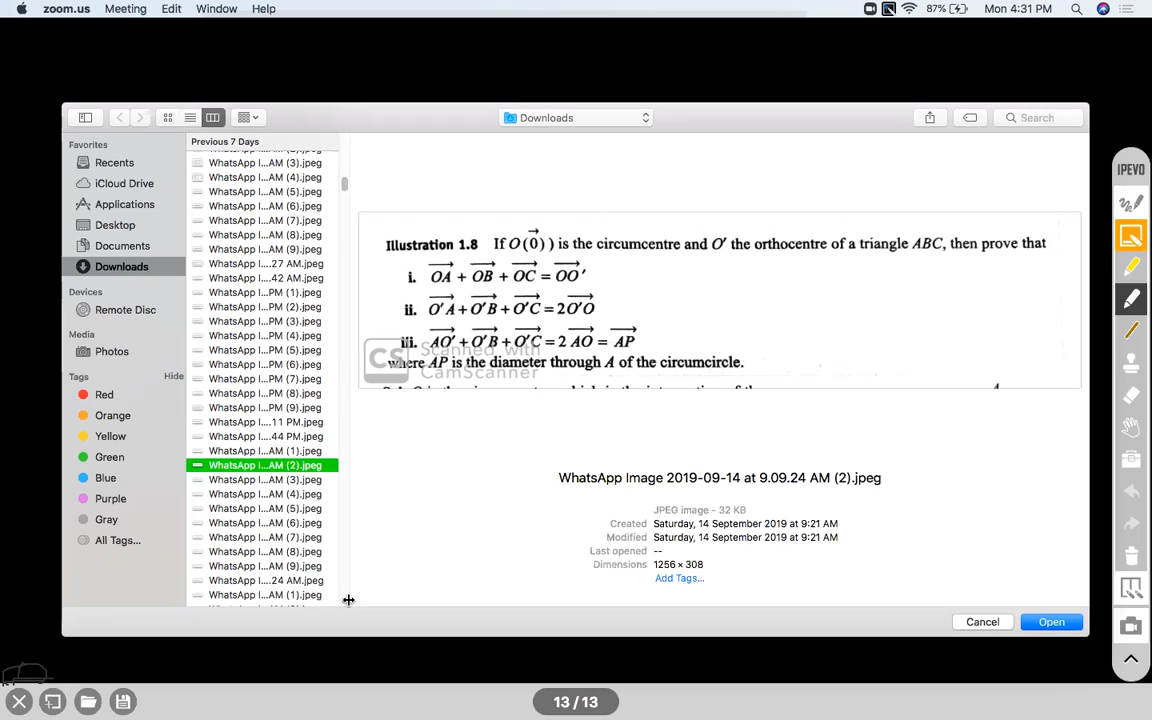 zoom.us Meeting Edit Window Help 87% Mon 4:31 PM
Downloads Search
Favorites
Recents
iCloud Drive
Applications
Desktop
Documents
Downloads
Devices
Remote Disc
Media
Photos
Tags Hide
Red
Orange
Yellow
Green
Blue
Purple
Gray
All Tags...
Previous 7 Days
WhatsApp I...AM (3).jpeg
WhatsApp I...AM (4).jpeg
WhatsApp I...AM (5).jpeg
WhatsApp I...AM (6).jpeg
WhatsApp I...AM (7).jpeg
WhatsApp I...AM (8).jpeg
WhatsApp I...AM (9).jpeg
WhatsApp I....27 AM.jpeg
WhatsApp I....42 AM.jpeg
WhatsApp I...PM (1).jpeg
WhatsApp I...PM (2).jpeg
WhatsApp I...PM (3).jpeg
WhatsApp I...PM (4).jpeg
WhatsApp I...PM (5).jpeg
WhatsApp I...PM (6).jpeg
WhatsApp I...PM (7).jpeg
WhatsApp I...PM (8).jpeg
WhatsApp I...PM (9).jpeg
WhatsApp I....11 PM.jpeg
WhatsApp I....44 PM.jpeg
WhatsApp I...AM (1).jpeg
WhatsApp I...AM (2).jpeg
WhatsApp I...AM (3).jpeg
WhatsApp I...AM (4).jpeg
WhatsApp I...AM (5).jpeg
WhatsApp I...AM (6).jpeg
WhatsApp I...AM (7).jpeg
WhatsApp I...AM (8).jpeg
WhatsApp I...AM (9).jpeg
WhatsApp I....24 AM.jpeg
WhatsApp I...AM (1).jpeg
Illustration 1.8 If O(0⃗)) is the circumcentre and O' the orthocentre of a triangle ABC, then prove that
i. O⃗A⃗ + O⃗B⃗ + O⃗C⃗ = O⃗O⃗'
ii. O⃗'A⃗ + O⃗'B⃗ + O⃗'C⃗ = 2O⃗'O⃗
iii. A⃗O⃗' + O⃗'B⃗ + O⃗'C⃗ = 2 A⃗O⃗ = A⃗P⃗
where AP is the diameter through A of the circumcircle.
CS Scanned with
CamScanner
WhatsApp Image 2019-09-14 at 9.09.24 AM (2).jpeg
JPEG image - 32 KB
Created Saturday, 14 September 2019 at 9:21 AM
Modified Saturday, 14 September 2019 at 9:21 AM
Last opened --
Dimensions 1256 × 308
Add Tags...
Cancel Open
IPEVO
13 / 13